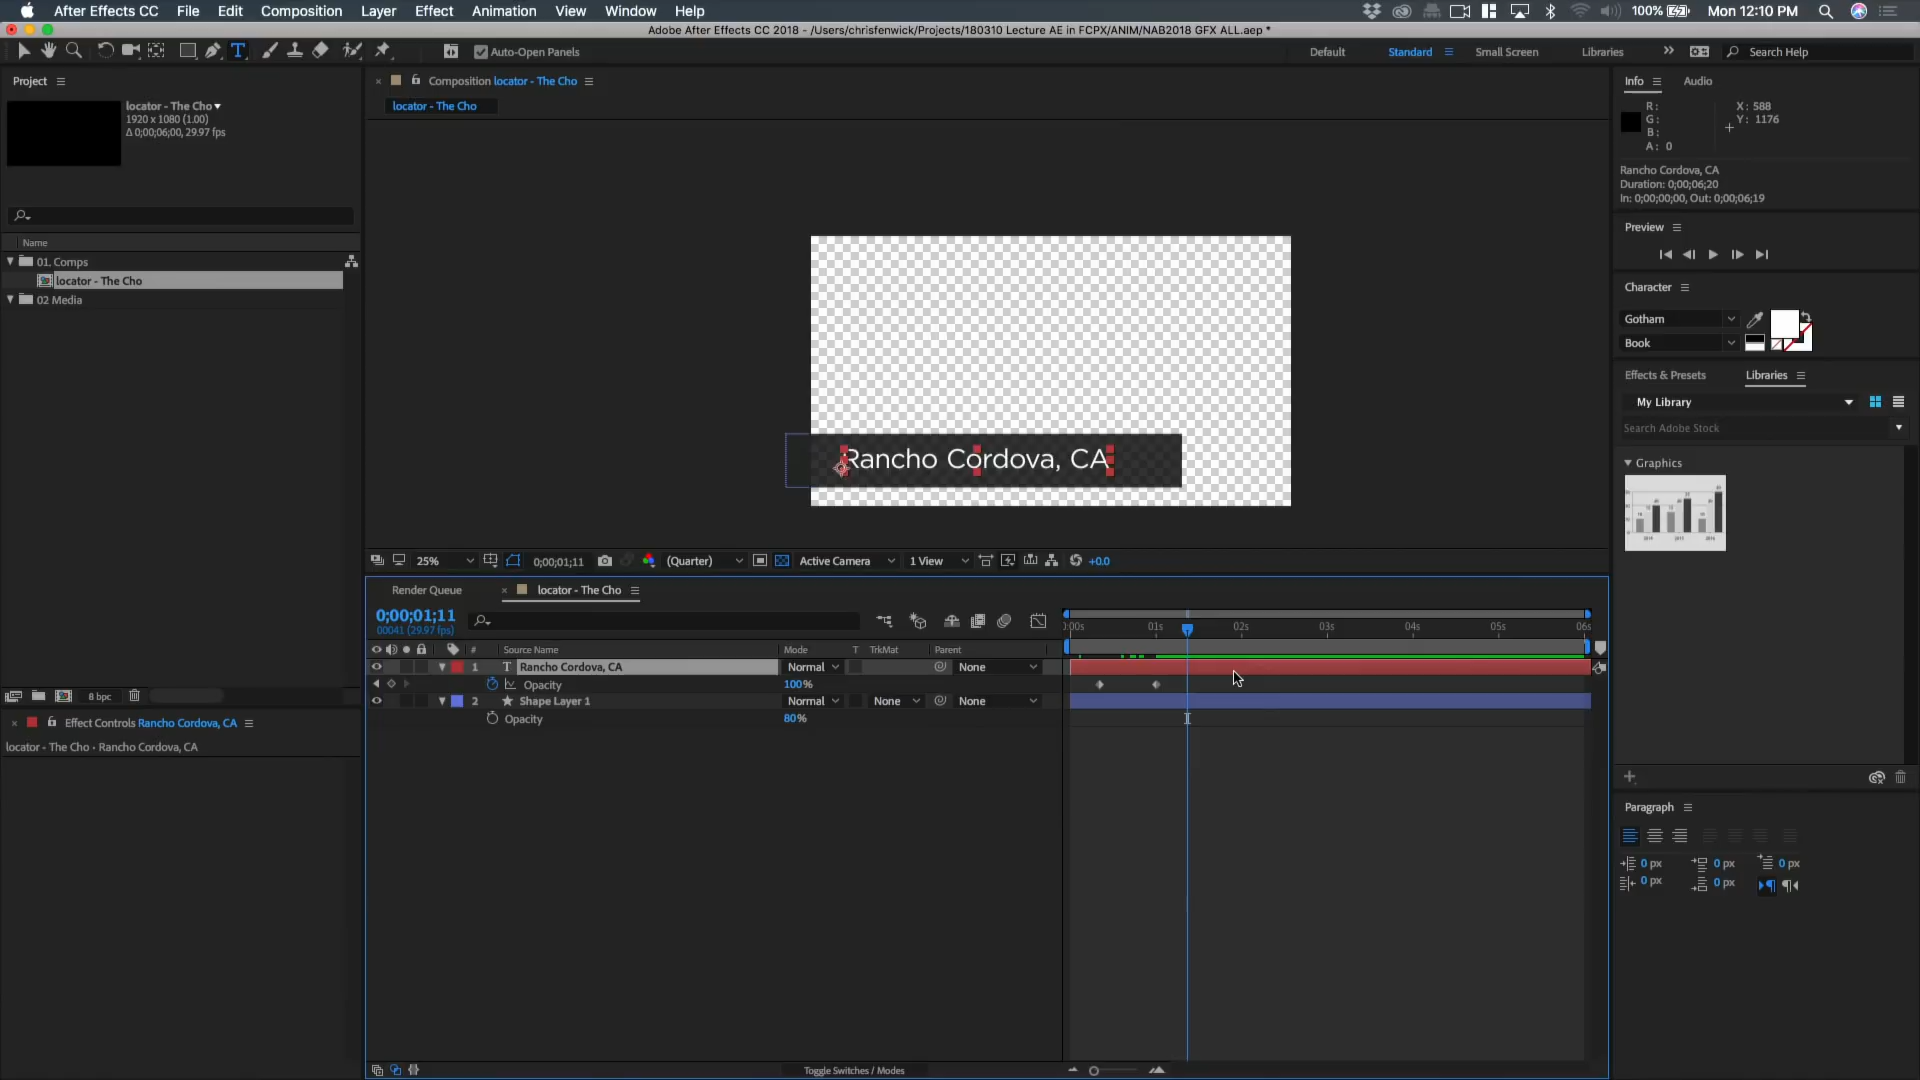 After Effects CC File Edit Composition Layer Effect Animation View Window Help 100% Mon 12:10 PM
Adobe After Effects CC 2018 - /Users/chrisfenwick/Projects/180310 Lecture AE in FCPX/ANIM/NAB2018 GFX ALL.aep *
T Auto-Open Panels Default Standard Small Screen Libraries Search Help
Project
locator - The Cho
1920 x 1080 (1.00)
Δ 0;00;06;00, 29.97 fps
Name
01. Comps
locator - The Cho
02 Media
8 bpc
Effect Controls Rancho Cordova, CA
locator - The Cho • Rancho Cordova, CA
Composition locator - The Cho
locator - The Cho
Rancho Cordova, CA
25% 0;00;01;11 (Quarter) Active Camera 1 View +0.0
Render Queue locator - The Cho
0;00;01;11
00041 (29.97 fps)
# Source Name Mode T TrkMat Parent
1 T Rancho Cordova, CA Normal None
Opacity 100%
2 Shape Layer 1 Normal None None
Opacity 80%
01s 02s 03s 04s 05s 06s
Toggle Switches / Modes
Info Audio
R: X: 588
G: Y: 1176
B:
A: 0
Rancho Cordova, CA
Duration: 0;00;06;20
In: 0;00;00;00, Out: 0;00;06;19
Preview
Character
Gotham
Book
Effects & Presets Libraries
My Library
Search Adobe Stock
Graphics
Paragraph
0 px 0 px 0 px
0 px 0 px